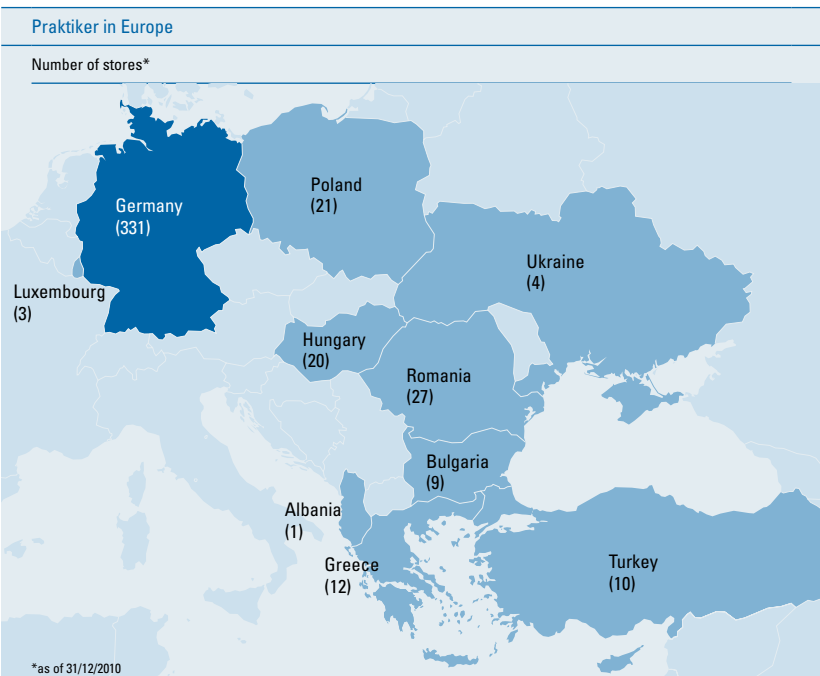 Praktiker in Europe
Number of stores*
Germany
(331)
Poland
(21)
Ukraine
(4)
Luxembourg
(3)
Hungary
(20)
Romania
(27)
Bulgaria
(9)
Albania
(1)
Greece
(12)
Turkey
(10)
*as of 31/12/2010